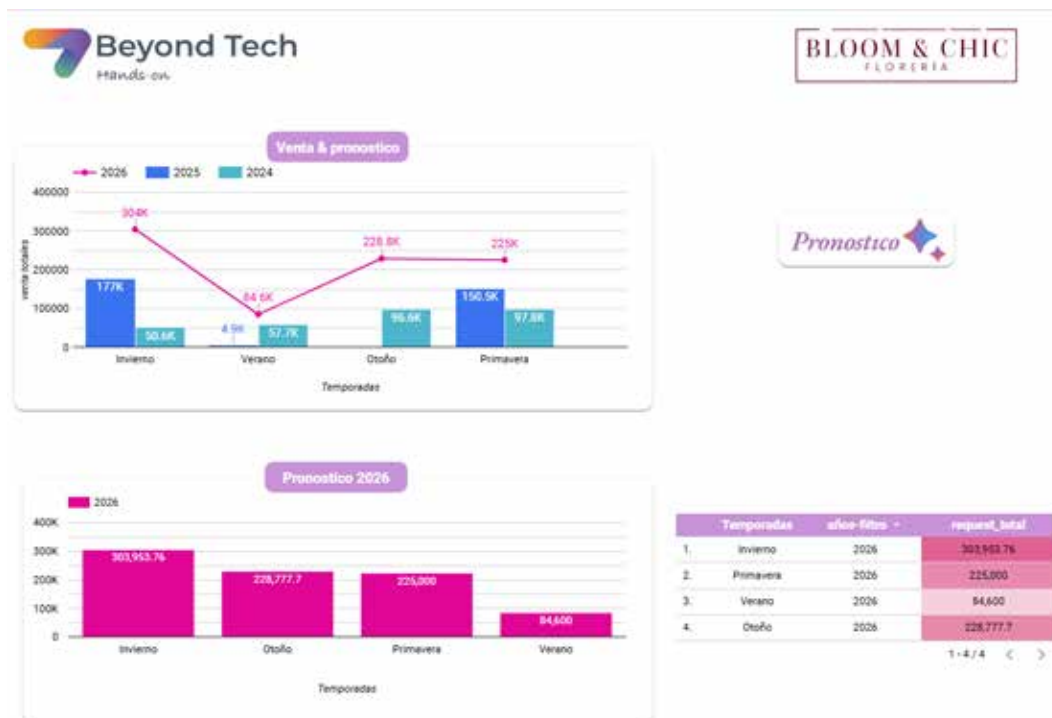 Beyond Tech
Hands-on
BLOOM & CHIC
FLORERIA
Venta & pronostico
2026 2025 2024
400000
300000
200000
100000
0
venta totales
304K
84.6K
228.8K
225K
177K
50.6K
4.9K
57.7K
96.6K
150.5K
97.8K
Invierno Verano Otoño Primavera
Temporadas
Pronostico
Pronostico 2026
2026
400K
300K
200K
100K
0
303,953.76
228,777.7
225,000
84,600
Invierno Otoño Primavera Verano
Temporadas
Temporadas años-filtro request_total
1. Invierno 2026 303,953.76
2. Primavera 2026 225,000
3. Verano 2026 84,600
4. Otoño 2026 228,777.7
1 - 4 / 4 < >